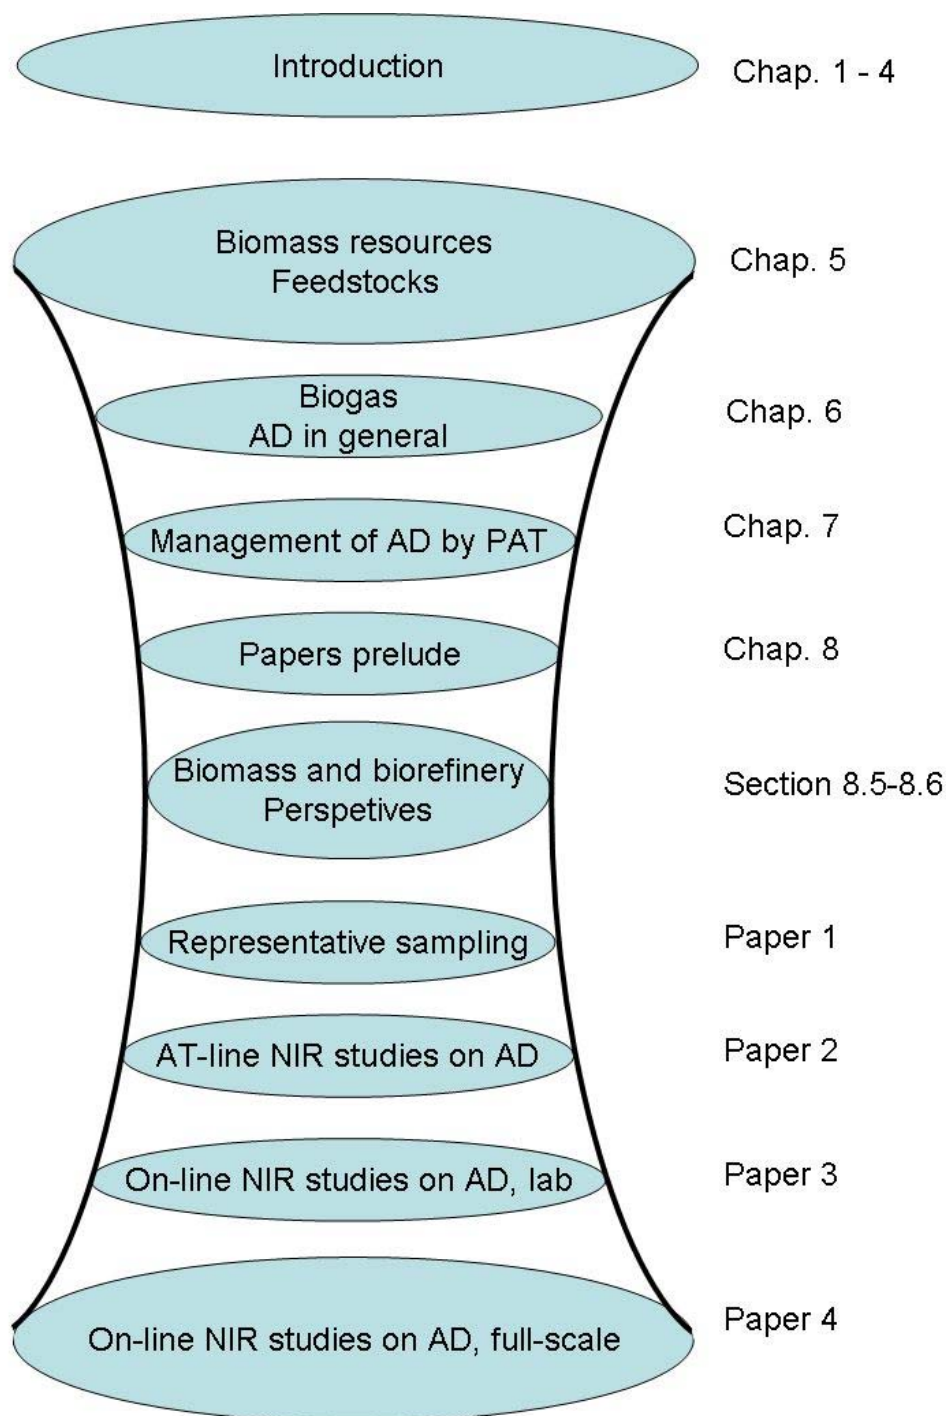 Introduction
Chap. 1 - 4
Biomass resources
Feedstocks
Chap. 5
Biogas
AD in general
Chap. 6
Management of AD by PAT
Chap. 7
Papers prelude
Chap. 8
Biomass and biorefinery
Perspetives
Section 8.5-8.6
Representative sampling
Paper 1
AT-line NIR studies on AD
Paper 2
On-line NIR studies on AD, lab
Paper 3
On-line NIR studies on AD, full-scale
Paper 4